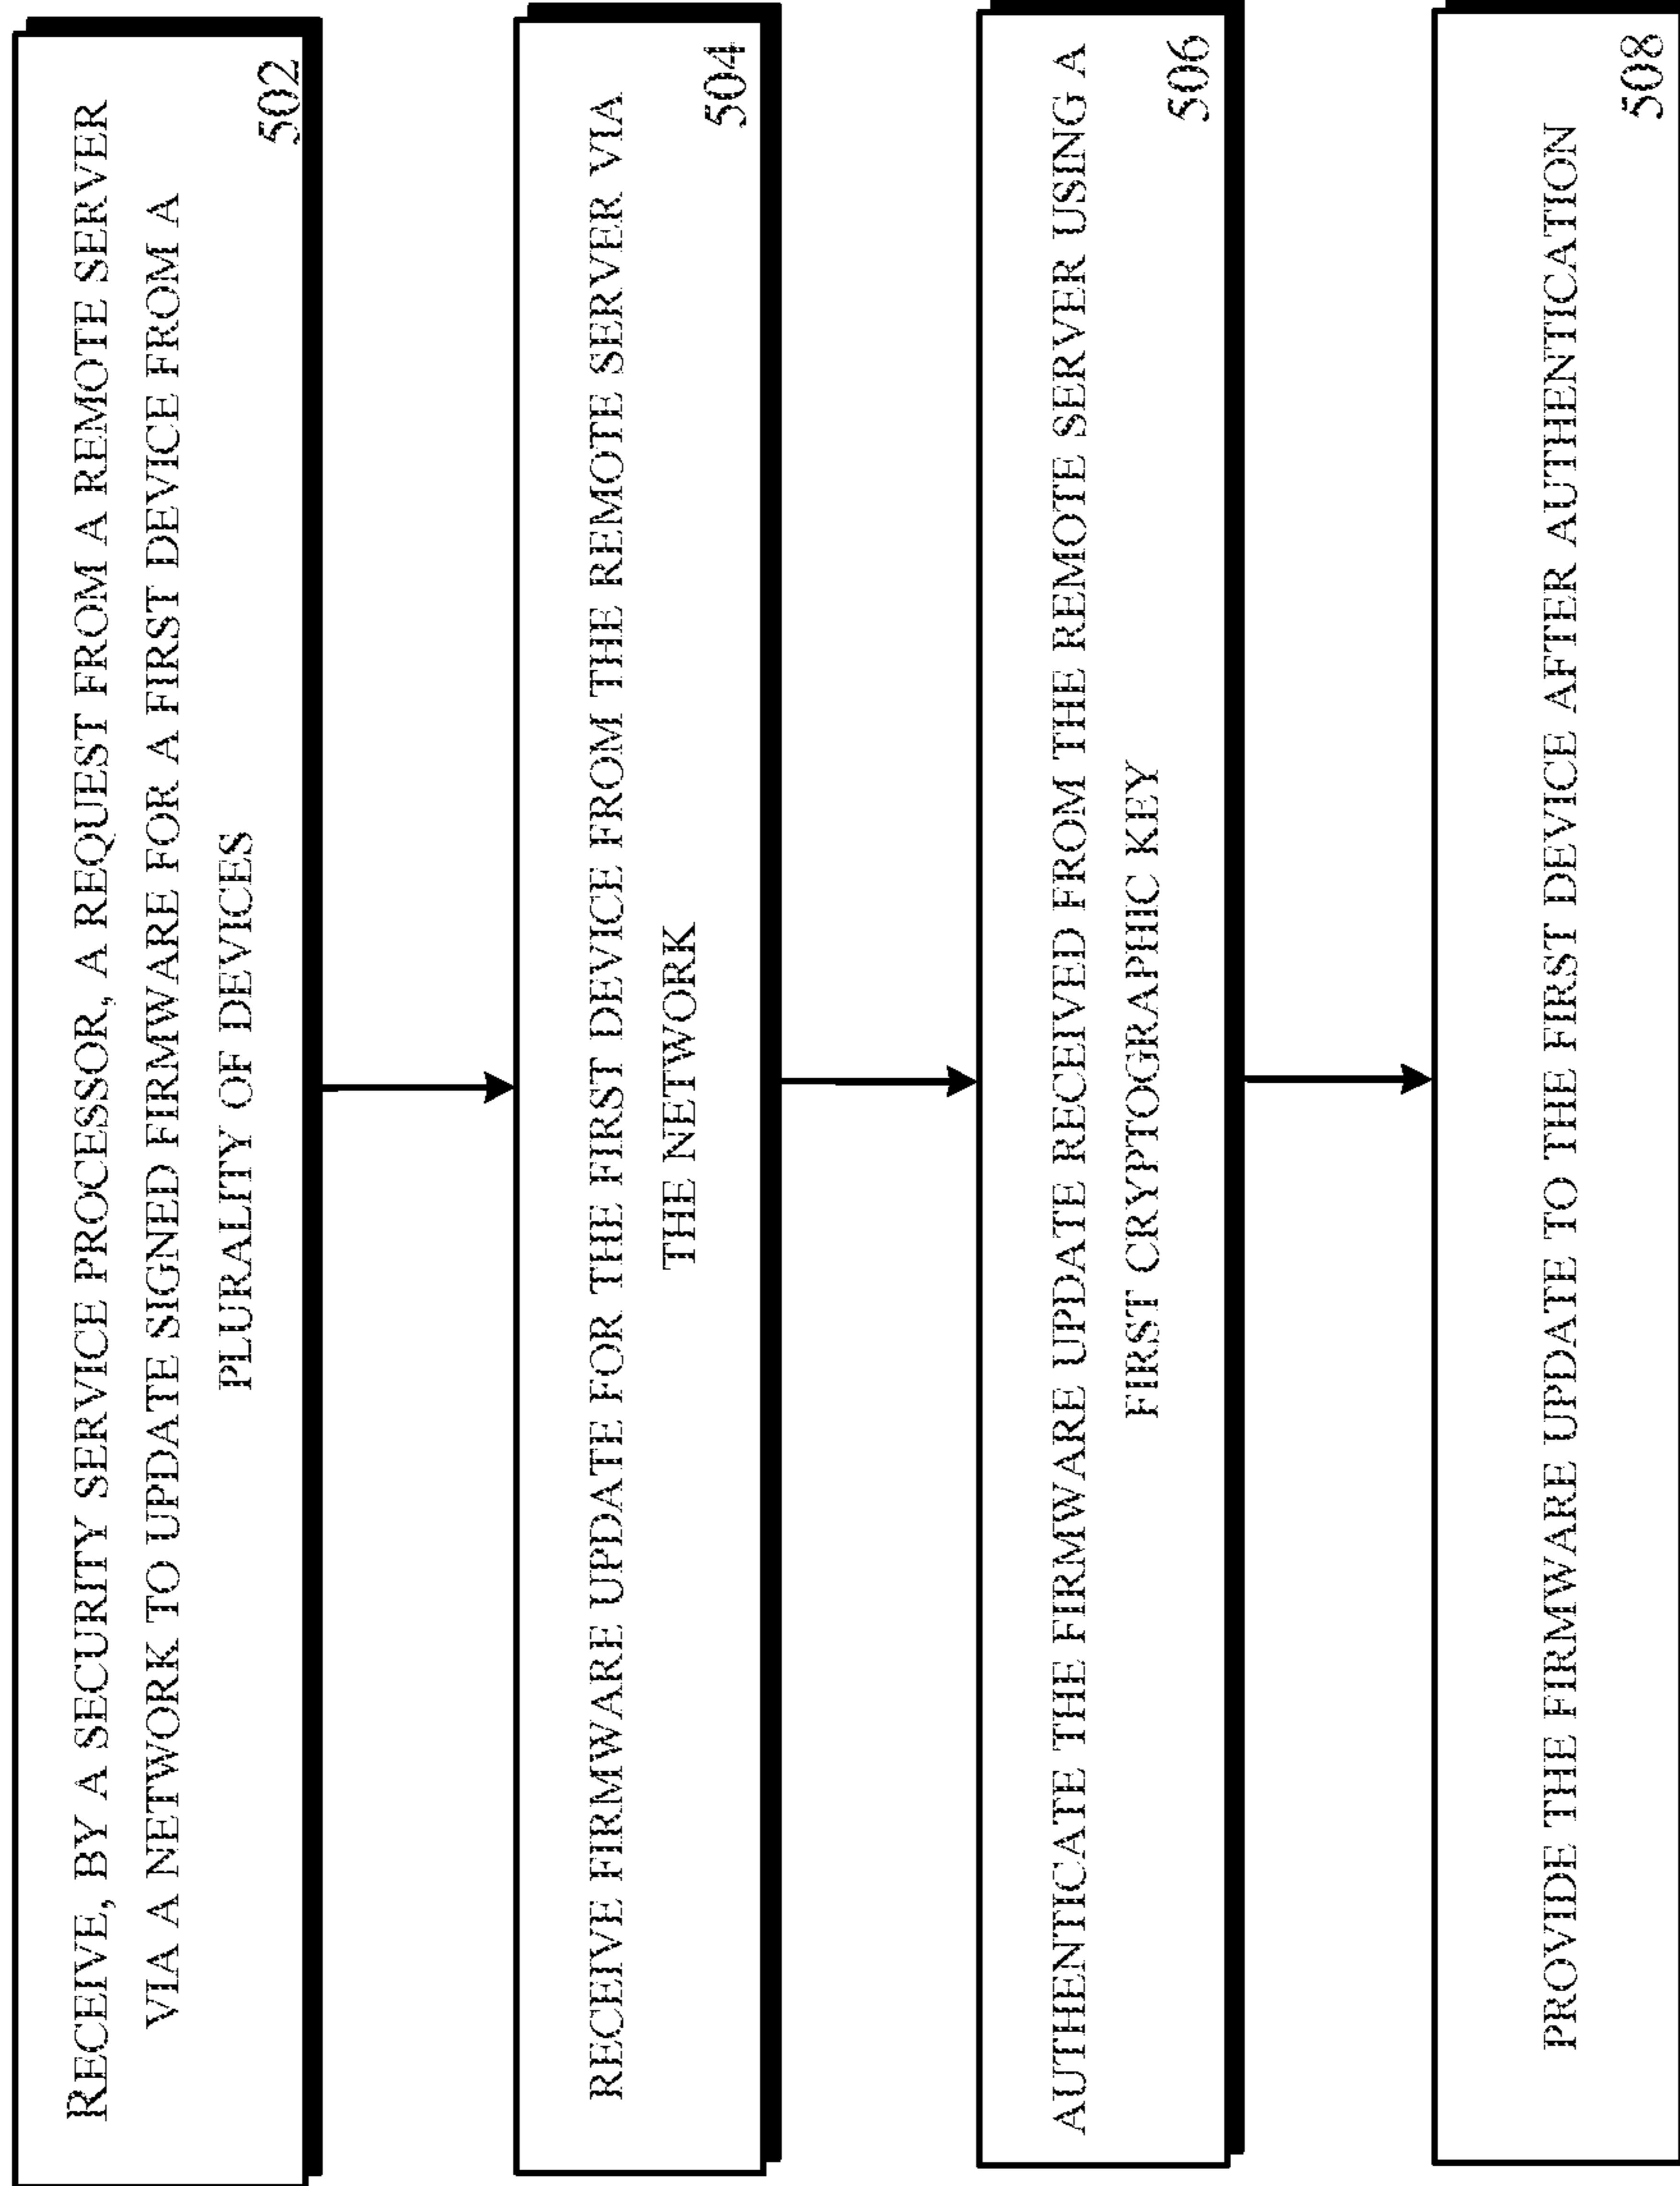 RECEIVE, BY A SECURITY SERVICE PROCESSOR, A REQUEST FROM A REMOTE SERVER
VIA A NETWORK TO UPDATE SIGNED FIRMWARE FOR A FIRST DEVICE FROM A
PLURALITY OF DEVICES
502
RECEIVE FIRMWARE UPDATE FOR THE FIRST DEVICE FROM THE REMOTE SERVER VIA
THE NETWORK
504
AUTHENTICATE THE FIRMWARE UPDATE RECEIVED FROM THE REMOTE SERVER USING A
FIRST CRYPTOGRAPHIC KEY
506
PROVIDE THE FIRMWARE UPDATE TO THE FIRST DEVICE AFTER AUTHENTICATION
508